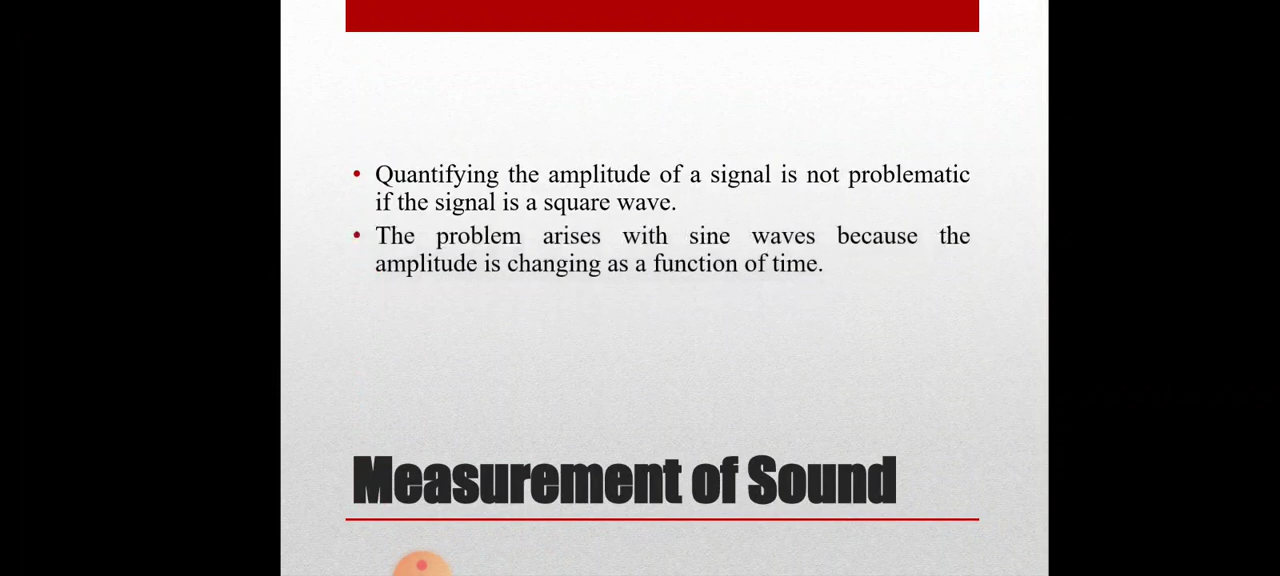 • Quantifying the amplitude of a signal is not problematic
if the signal is a square wave.
• The problem arises with sine waves because the
amplitude is changing as a function of time.
Measurement of Sound